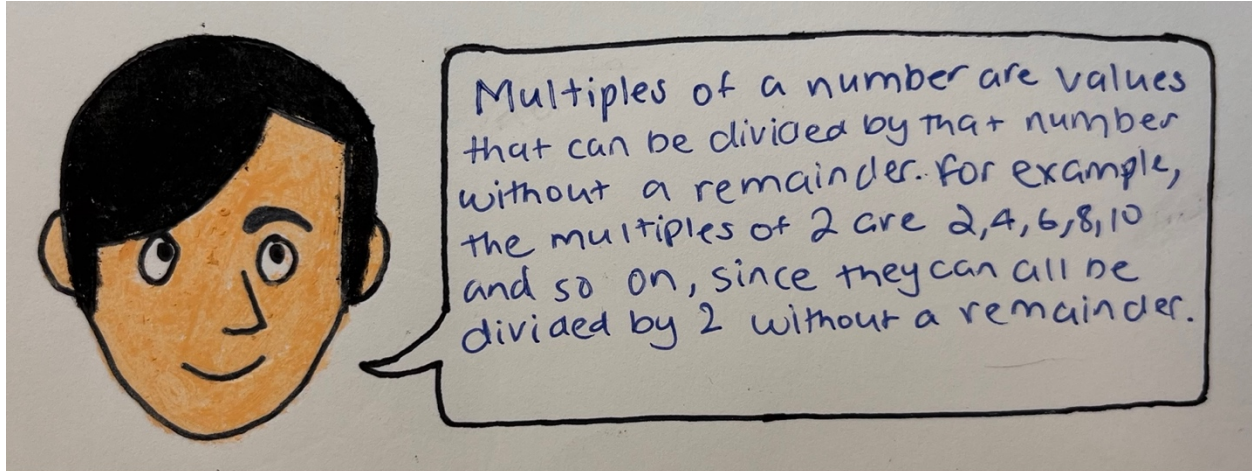 Multiples of a number are values
that can be divided by that number
without a remainder. For example,
the multiples of 2 are 2,4,6,8,10
and so on, since they can all be
divided by 2 without a remainder.